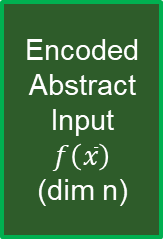 Encoded
Abstract
Input
f(x̄)
(dim n)